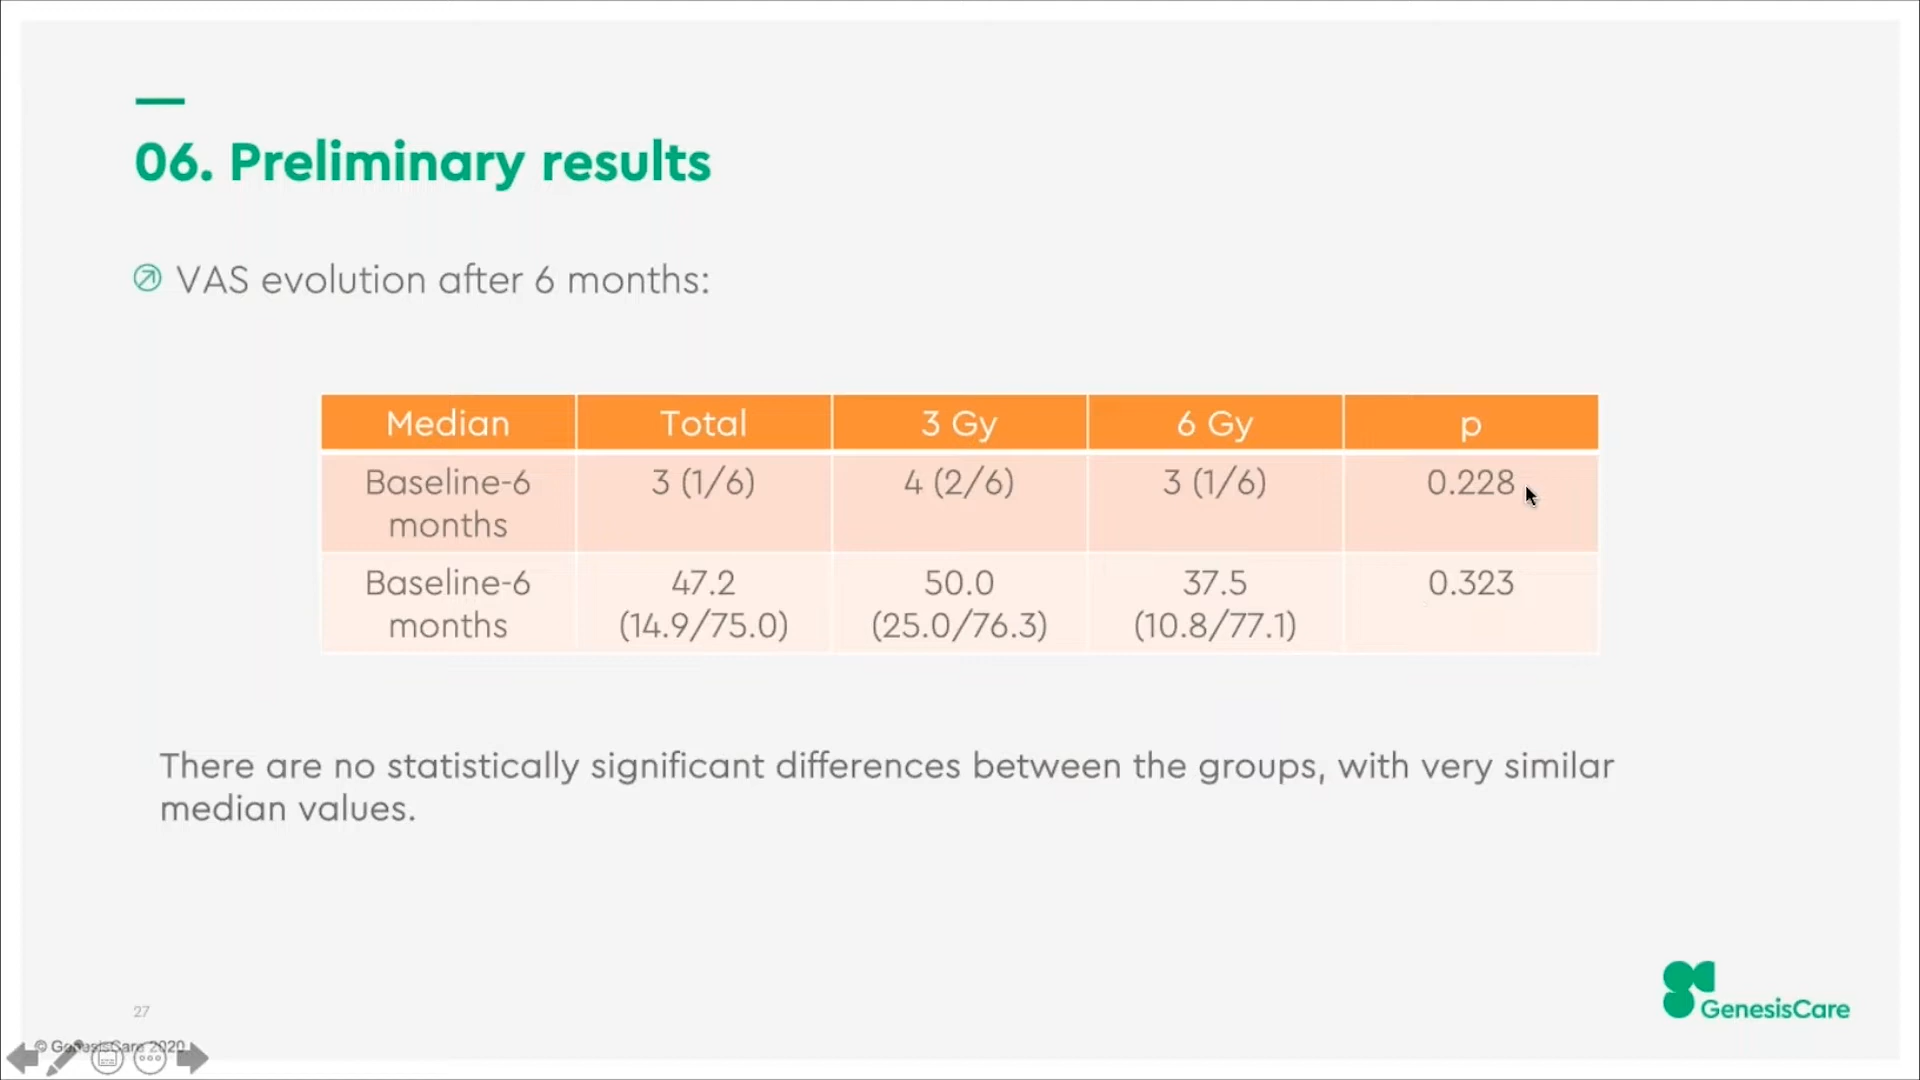 06. Preliminary results
VAS evolution after 6 months:
Median Total 3 Gy 6 Gy p
Baseline-6 3 (1/6) 4 (2/6) 3 (1/6) 0.228
months
Baseline-6 47.2 50.0 37.5 0.323
months (14.9/75.0) (25.0/76.3) (10.8/77.1)
There are no statistically significant differences between the groups, with very similar
median values.
27
GenesisCare
© GenesisCare 2020